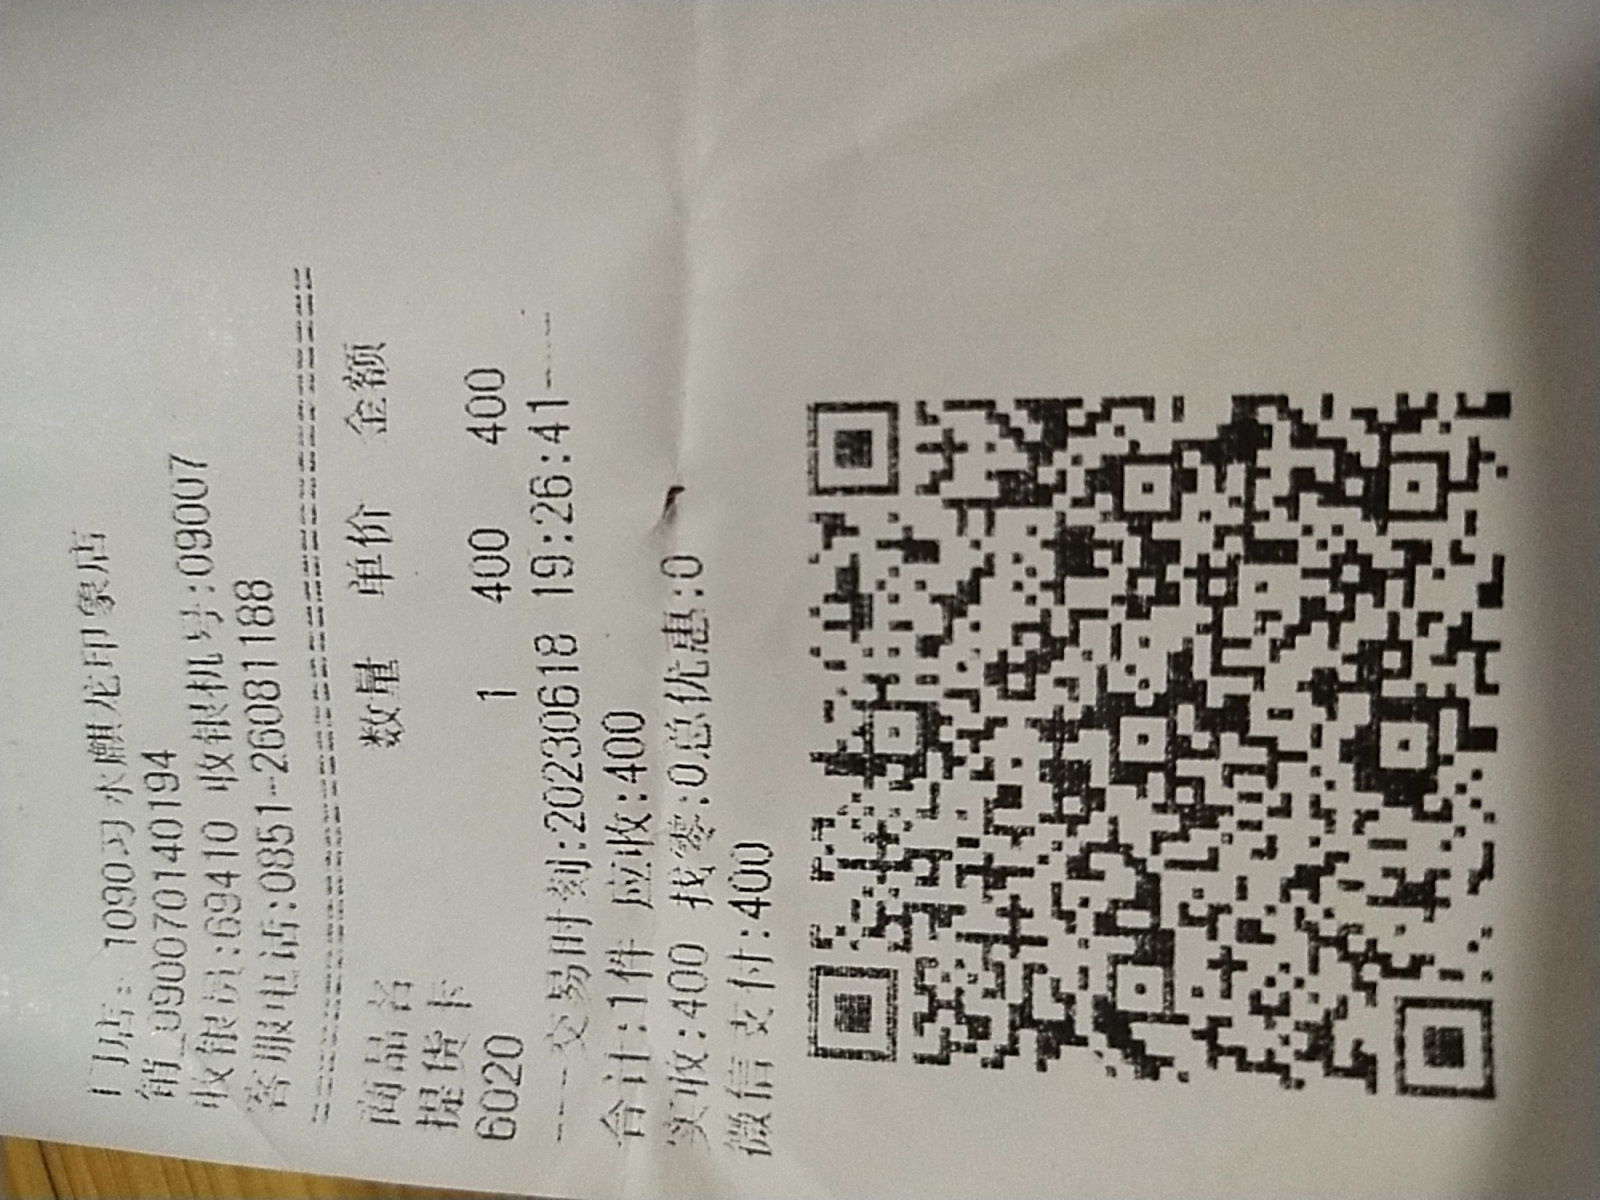 门店: 1090习水麒龙印象店
销_090070140194
收银员:69410 收银机号:09007
客服电话:0851-26081188
商品名 数量 单价 金额
提货卡
6020 1 400 400
----交易时刻:20230618 19:26:41----
合计:1件 应收:400
实收:400 找零:0总优惠:0
微信支付:400